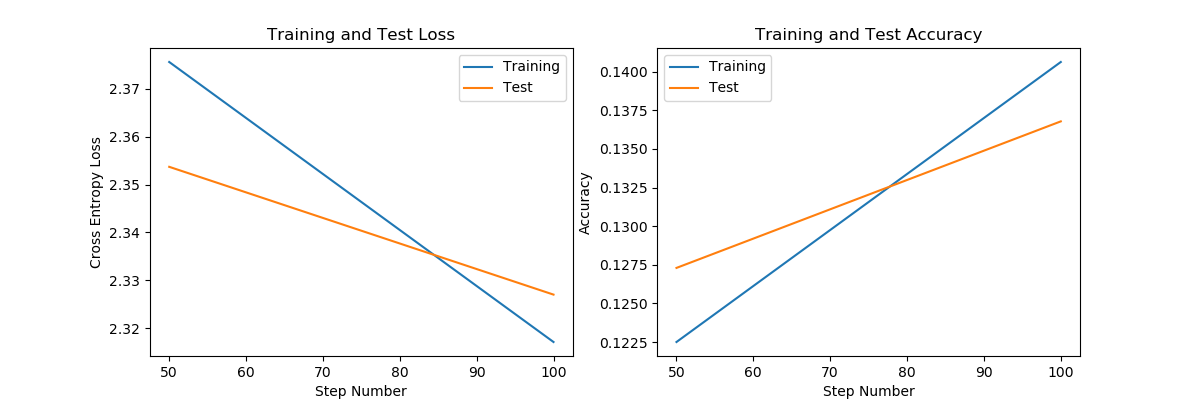 Training and Test Loss
Training
Test
2.37
2.36
2.35
2.34
2.33
2.32
Cross Entropy Loss
50 60 70 80 90 100
Step Number
Training and Test Accuracy
Training
Test
0.1400
0.1375
0.1350
0.1325
0.1300
0.1275
0.1250
0.1225
Accuracy
50 60 70 80 90 100
Step Number